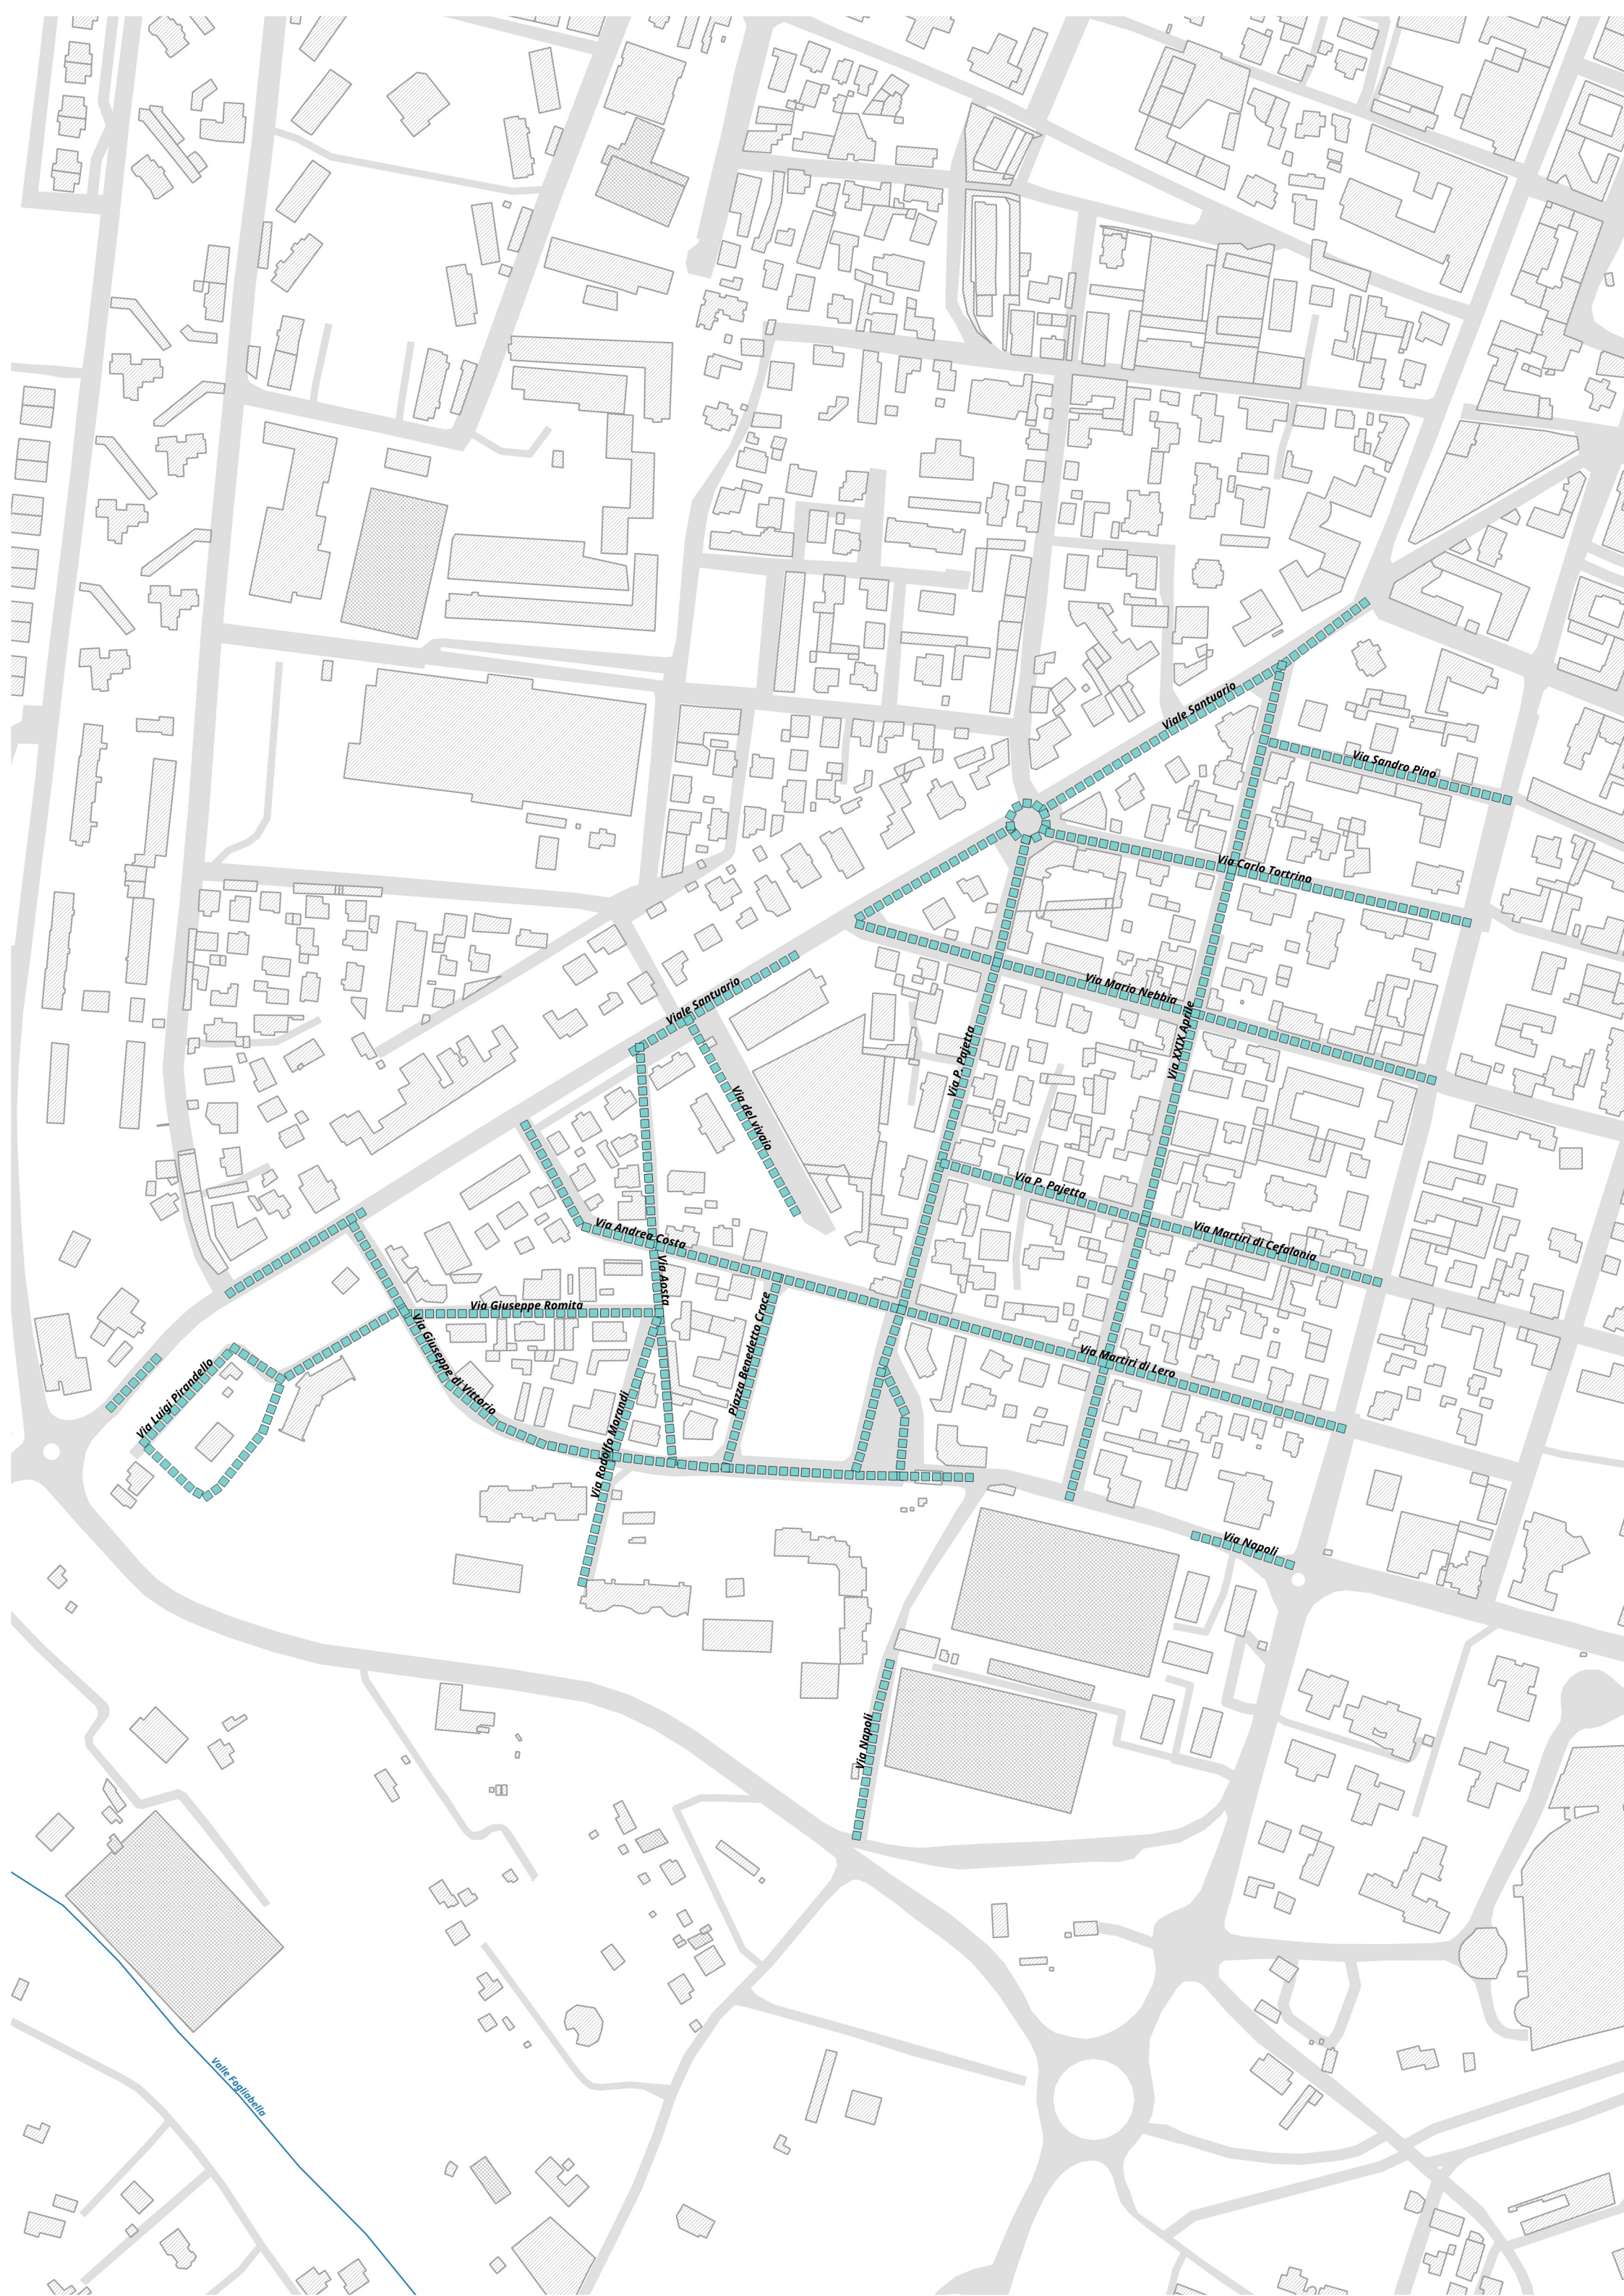 Viale Santuario
Via Sandro Pino
Via Carlo Tortrino
Viale Santuario
Via Mario Nebbia
Via XXIX Aprile
Via P. Pajetta
Via del vivaio
Via P. Pajetta
Via Andrea Costa
Via Martiri di Cefalonia
Via Aosta
Via Giuseppe Romita
Piazza Benedetto Croce
Via Giuseppe di Vittorio
Via Martiri di Lero
Via Luigi Pirandello
Via Rodolfo Morandi
Via Napoli
Via Napoli
Valle Fogliabella